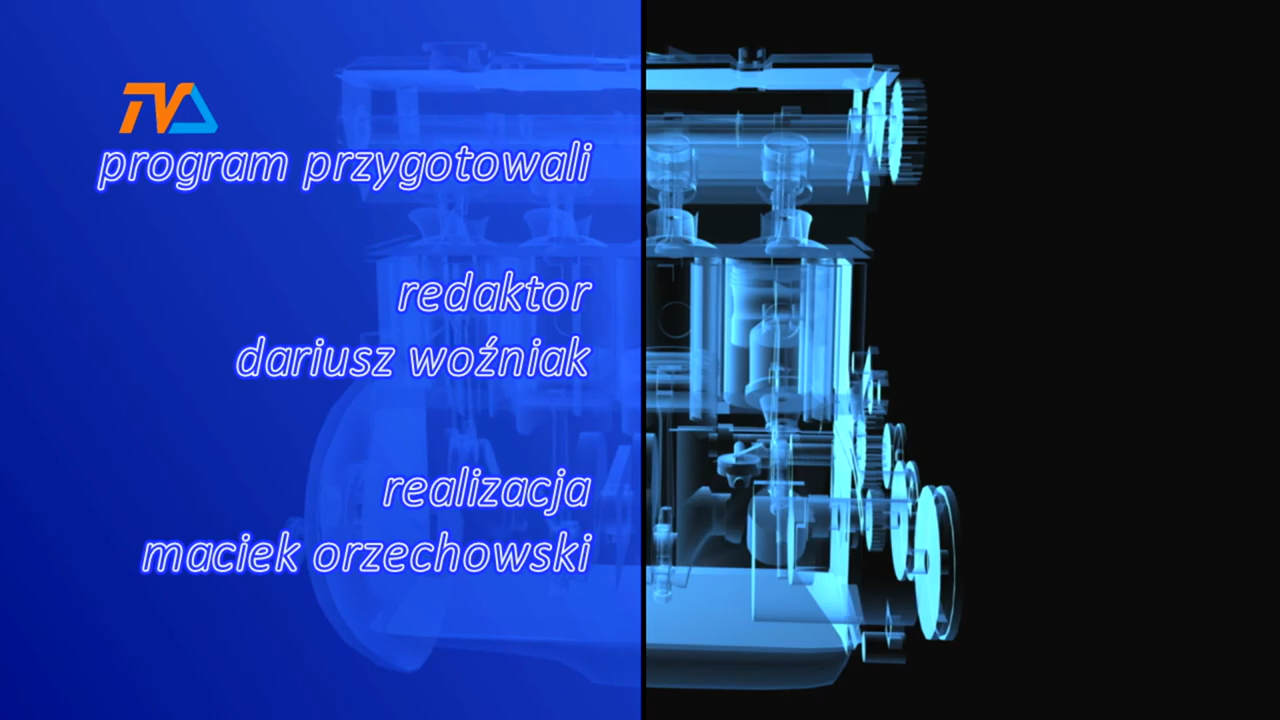 TVA
program przygotowali
redaktor
dariusz woźniak
realizacja
maciek orzechowski